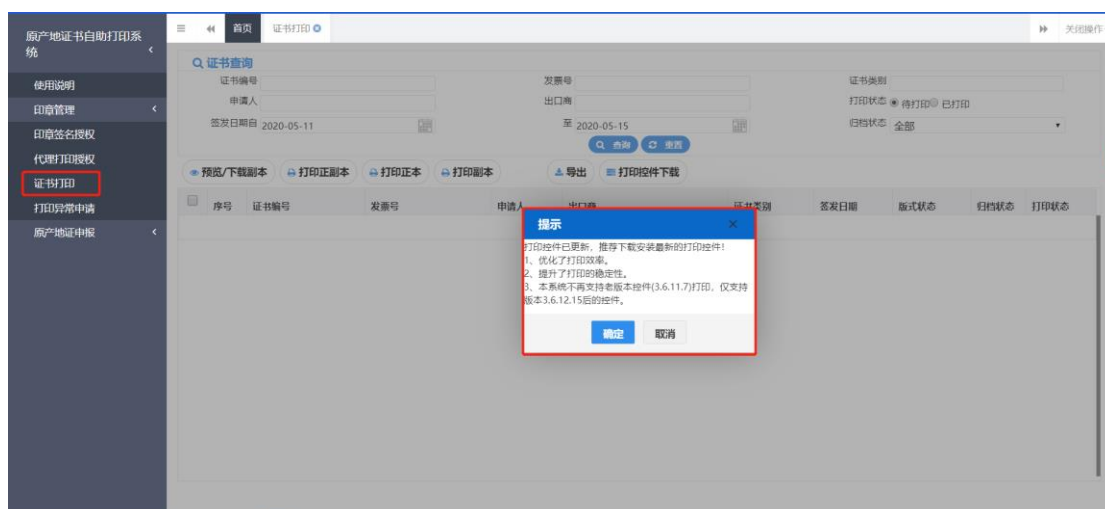 原产地证书自助打印系
统
首页
证书打印
关闭操作
使用说明
印章管理
印章签名授权
代理打印授权
证书打印
打印异常申请
原产地证申报
证书查询
证书编号
发票号
证书类别
申请人
出口商
打印状态 待打印 已打印
签发日期自 2020-05-11
至 2020-05-15
归档状态 全部
查询 重置
预览/下载副本 打印正副本 打印正本 打印副本 导出 打印控件下载
序号 证书编号 发票号 申请人 出口商 证书类别 签发日期 版式状态 归档状态 打印状态
提示
打印控件已更新,推荐下载安装最新的打印控件!
1、优化了打印效率。
2、提升了打印的稳定性。
3、本系统不再支持老版本控件(3.6.11.7)打印,仅支持
版本3.6.12.15后的控件。
确定 取消